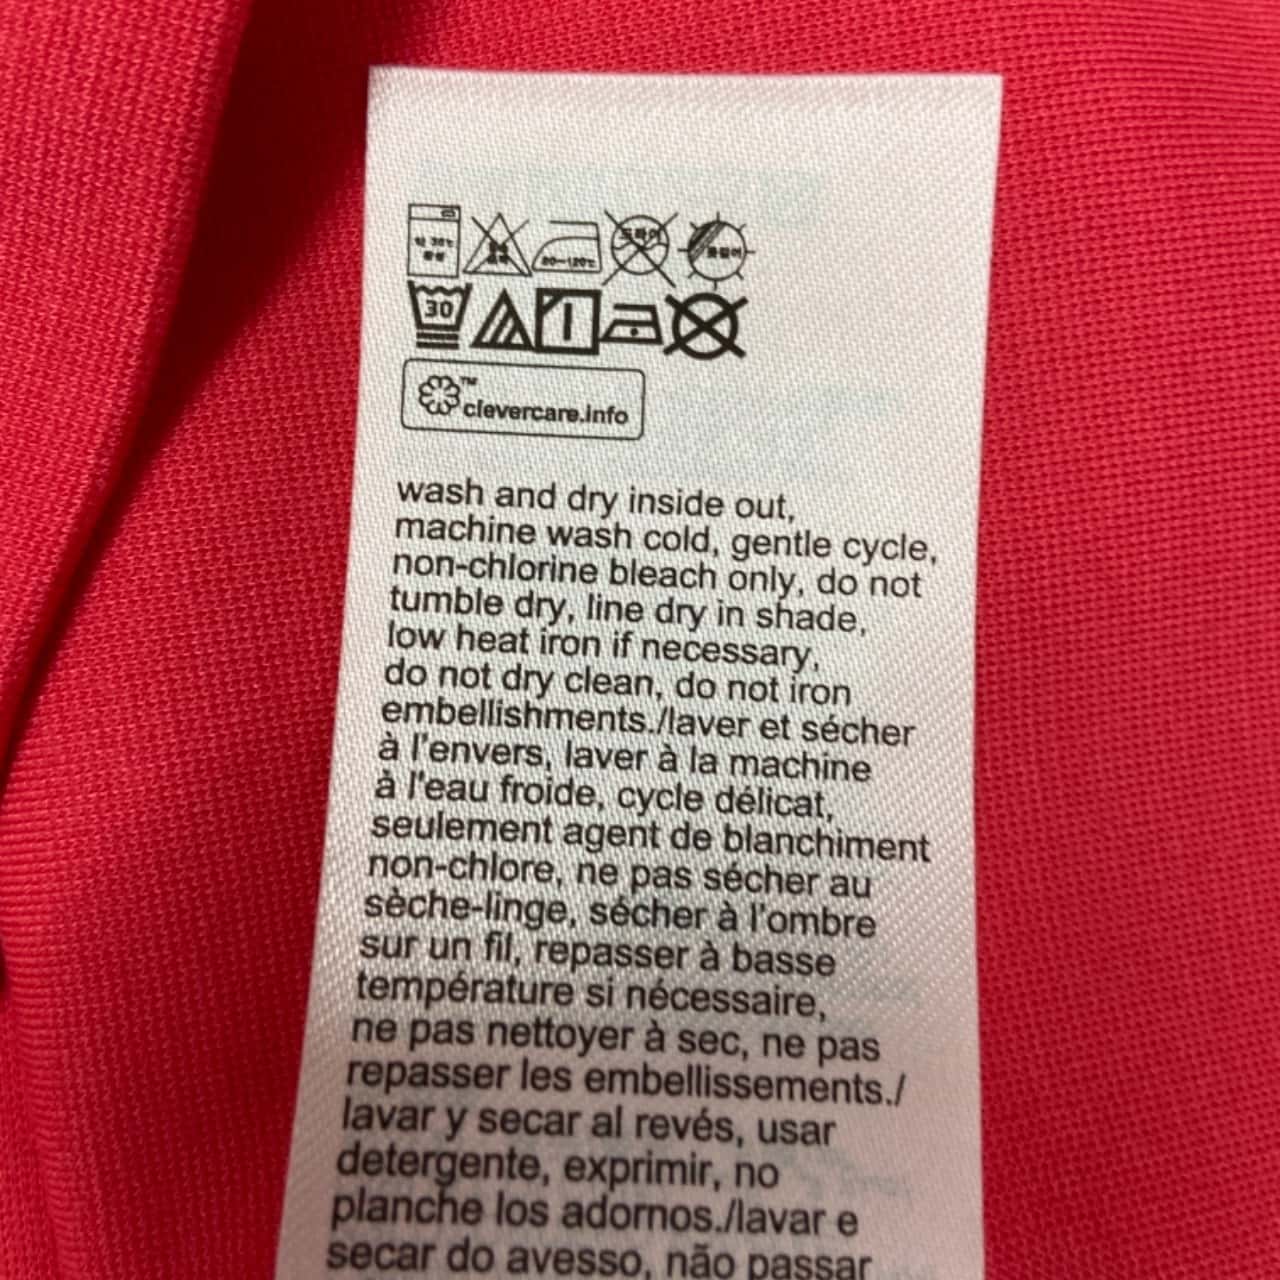 30
™
clevercare.info
wash and dry inside out,
machine wash cold, gentle cycle,
non-chlorine bleach only, do not
tumble dry, line dry in shade,
low heat iron if necessary,
do not dry clean, do not iron
embellishments./laver et sécher
à l'envers, laver à la machine
à l'eau froide, cycle délicat,
seulement agent de blanchiment
non-chlore, ne pas sécher au
sèche-linge, sécher à l'ombre
sur un fil, repasser à basse
température si nécessaire,
ne pas nettoyer à sec, ne pas
repasser les embellissements./
lavar y secar al revés, usar
detergente, exprimir, no
planche los adornos./lavar e
secar do avesso, não passar